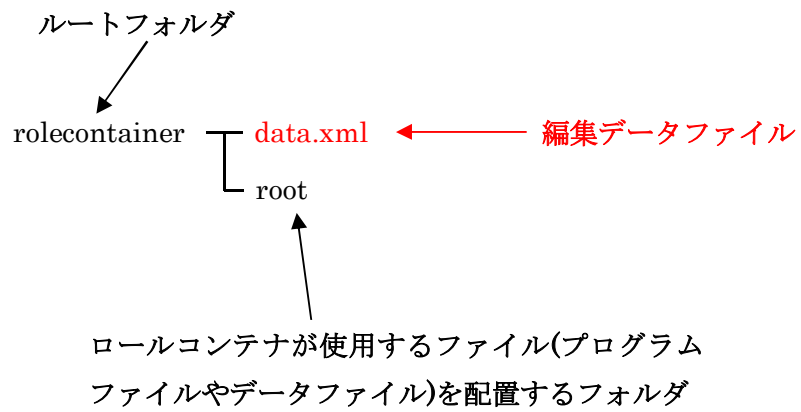 ルートフォルダ
rolecontainer data.xml 編集データファイル
root
ロールコンテナが使用するファイル(プログラム
ファイルやデータファイル)を配置するフォルダ